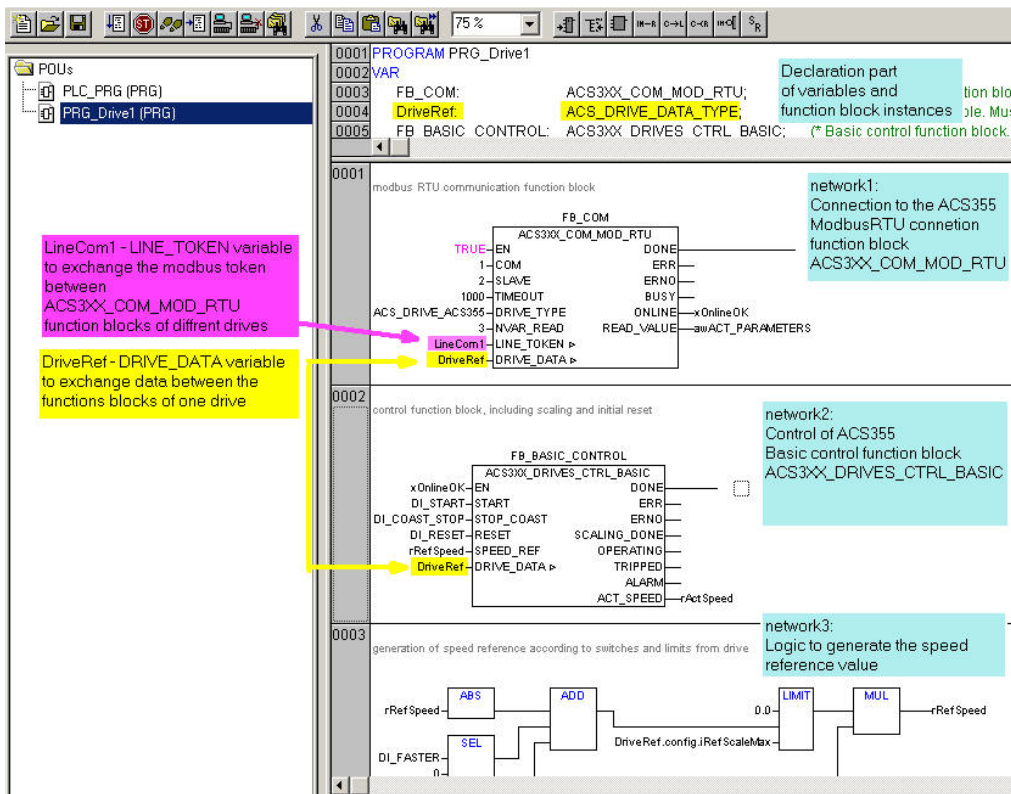 75 %
POUs
PLC_PRG (PRG)
PRG_Drive1 (PRG)
0001 PROGRAM PRG_Drive1
0002 VAR
0003 FB_COM: ACS3XX_COM_MOD_RTU; tion blo
0004 DriveRef: ACS_DRIVE_DATA_TYPE; ple. Mus
0005 FB_BASIC_CONTROL: ACS3XX_DRIVES_CTRL_BASIC; (* Basic control function block.
Declaration part
of variables and
function block instances
0001
modbus RTU communication function block
FB_COM
ACS3XX_COM_MOD_RTU
TRUE EN DONE
1 COM ERR
2 SLAVE ERNO
1000 TIMEOUT BUSY
ACS_DRIVE_ACS355 DRIVE_TYPE ONLINE xOnlineOK
3 NVAR_READ READ_VALUE awACT_PARAMETERS
LineCom1 LINE_TOKEN
DriveRef DRIVE_DATA
network1:
Connection to the ACS355
ModbusRTU connetion
function block
ACS3XX_COM_MOD_RTU
LineCom1 - LINE_TOKEN variable
to exchange the modbus token
between
ACS3XX_COM_MOD_RTU
function blocks of diffrent drives
DriveRef - DRIVE_DATA variable
to exchange data between the
functions blocks of one drive
0002
control function block, including scaling and initial reset
FB_BASIC_CONTROL
ACS3XX_DRIVES_CTRL_BASIC
xOnlineOK EN DONE
DI_START START ERR
DI_COAST_STOP STOP_COAST ERNO
DI_RESET RESET SCALING_DONE
rRefSpeed SPEED_REF OPERATING
DriveRef DRIVE_DATA TRIPPED
ALARM
ACT_SPEED rActSpeed
network2:
Control of ACS355
Basic control function block
ACS3XX_DRIVES_CTRL_BASIC
0003
generation of speed reference according to switches and limits from drive
network3:
Logic to generate the speed
reference value
ABS ADD LIMIT MUL
rRefSpeed 0.0 rRefSpeed
SEL DriveRef.config.iRefScaleMax
DI_FASTER
0